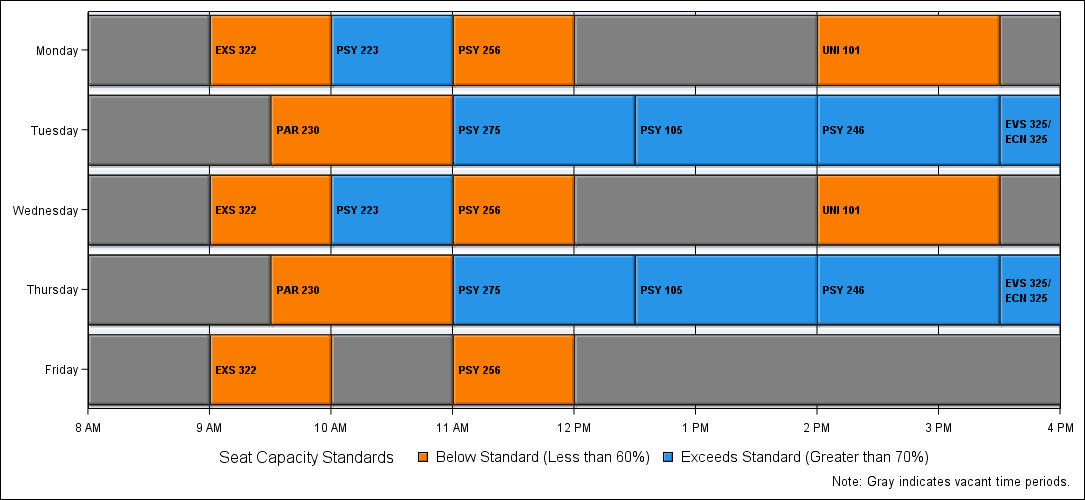 Monday
EXS 322
PSY 223
PSY 256
UNI 101
Tuesday
PAR 230
PSY 275
PSY 105
PSY 246
EVS 325/
ECN 325
Wednesday
EXS 322
PSY 223
PSY 256
UNI 101
Thursday
PAR 230
PSY 275
PSY 105
PSY 246
EVS 325/
ECN 325
Friday
EXS 322
PSY 256
8 AM 9 AM 10 AM 11 AM 12 PM 1 PM 2 PM 3 PM 4 PM
Seat Capacity Standards Below Standard (Less than 60%) Exceeds Standard (Greater than 70%)
Note: Gray indicates vacant time periods.